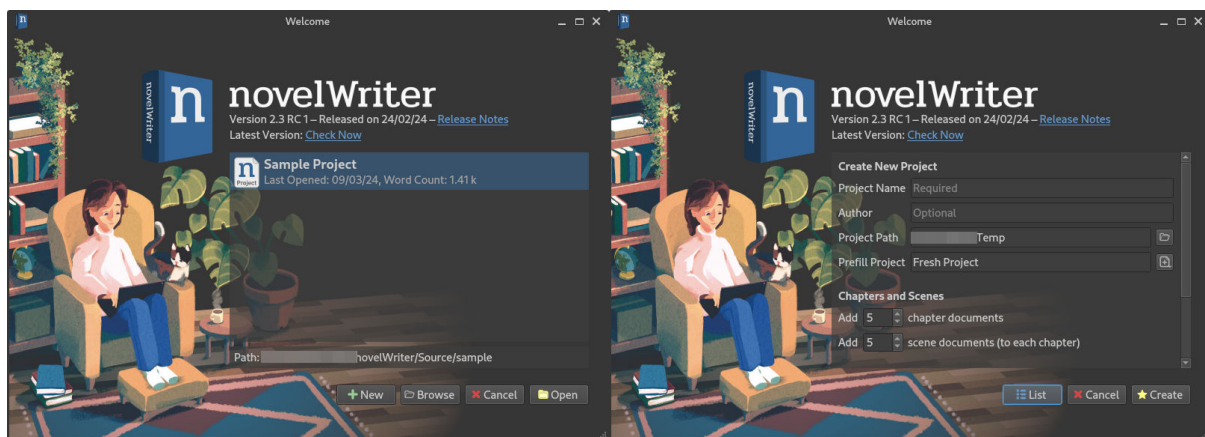 Welcome
novelWriter
novelWriter
n
Version 2.3 RC 1 – Released on 24/02/24 – Release Notes
Latest Version: Check Now
n
Project
Sample Project
Last Opened: 09/03/24, Word Count: 1.41 k
Path: novelWriter/Source/sample
New
Browse
Cancel
Open
Welcome
novelWriter
novelWriter
n
Version 2.3 RC 1 – Released on 24/02/24 – Release Notes
Latest Version: Check Now
Create New Project
Project Name Required
Author Optional
Project Path Temp
Prefill Project Fresh Project
Chapters and Scenes
Add 5 chapter documents
Add 5 scene documents (to each chapter)
List
Cancel
Create